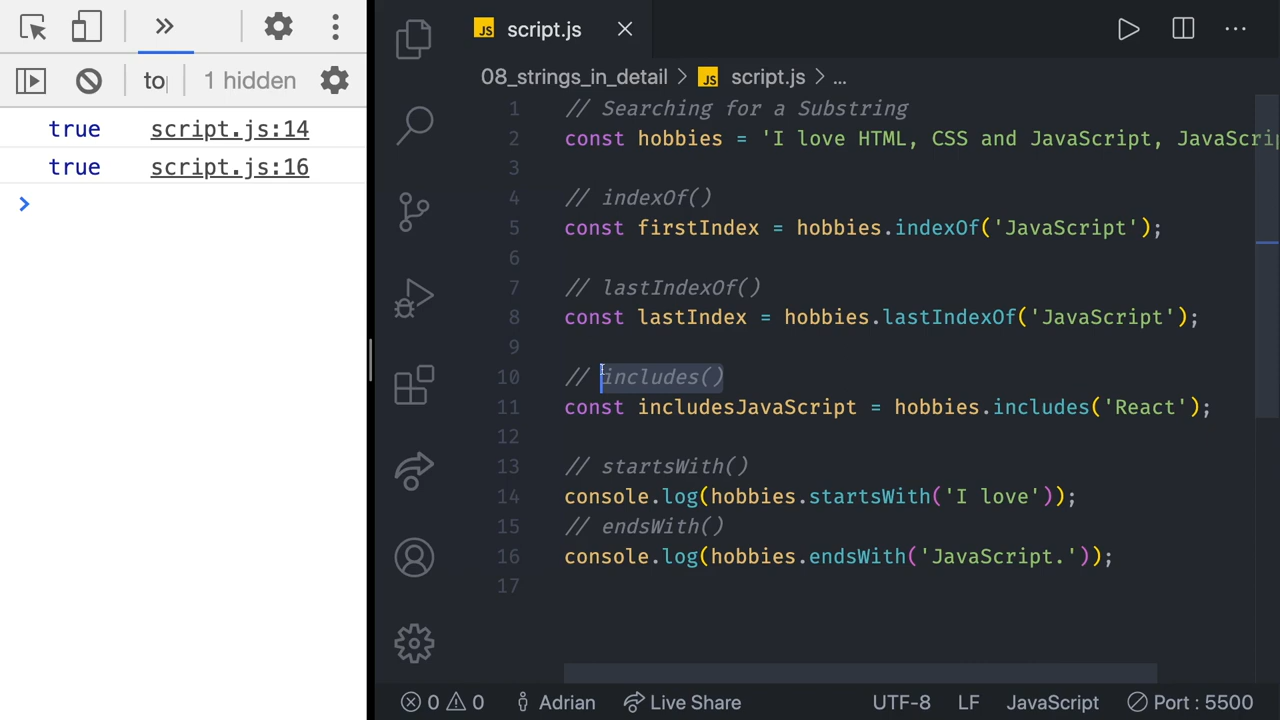 to
1 hidden
true script.js:14
true script.js:16
JS script.js
08_strings_in_detail > JS script.js > ...
1 // Searching for a Substring
2 const hobbies = 'I love HTML, CSS and JavaScript, JavaScri
3
4 // indexOf()
5 const firstIndex = hobbies.indexOf('JavaScript');
6
7 // lastIndexOf()
8 const lastIndex = hobbies.lastIndexOf('JavaScript');
9
10 // includes()
11 const includesJavaScript = hobbies.includes('React');
12
13 // startsWith()
14 console.log(hobbies.startsWith('I love'));
15 // endsWith()
16 console.log(hobbies.endsWith('JavaScript.'));
17
0 0 Adrian Live Share UTF-8 LF JavaScript Port : 5500